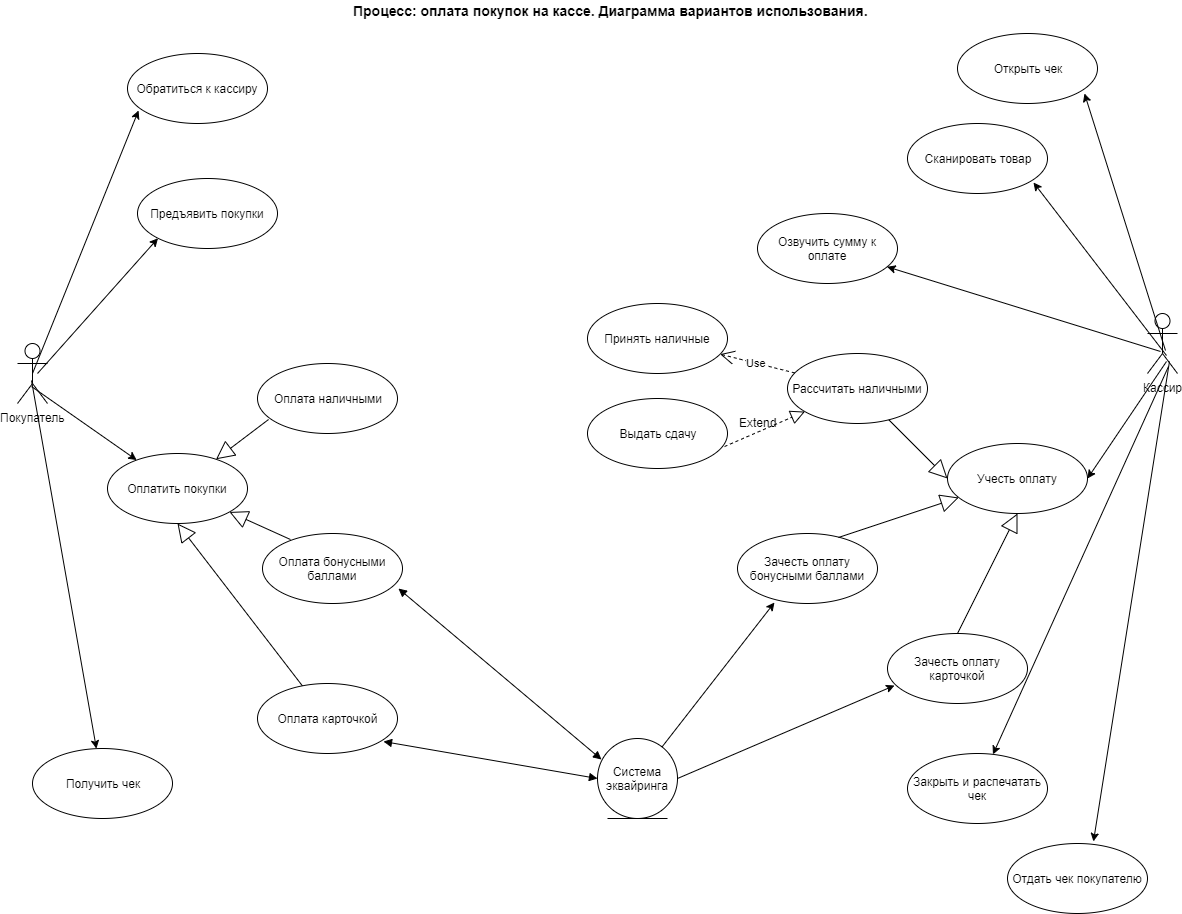 Процесс: оплата покупок на кассе. Диаграмма вариантов использования.
Обратиться к кассиру
Открыть чек
Сканировать товар
Предъявить покупки
Озвучить сумму к
оплате
Принять наличные
Use
Рассчитать наличными
Кассир
Покупатель
Оплата наличными
Extend
Выдать сдачу
Оплатить покупки
Учесть оплату
Оплата бонусными
баллами
Зачесть оплату
бонусными баллами
Зачесть оплату
карточкой
Оплата карточкой
Получить чек
Система
эквайринга
Закрыть и распечатать
чек
Отдать чек покупателю